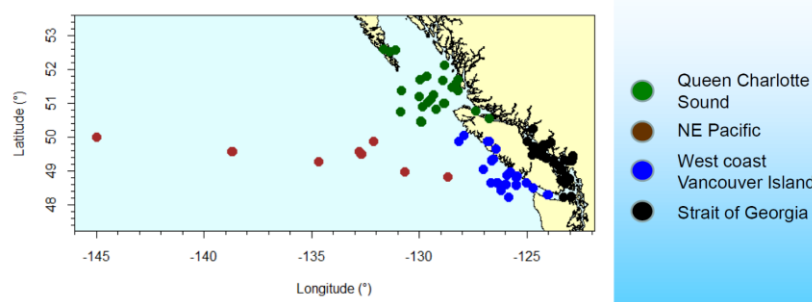 53
52
51
50
49
48
Latitude (°)
-145
-140
-135
-130
-125
Longitude (°)
Queen Charlotte
Sound
NE Pacific
West coast
Vancouver Island
Strait of Georgia